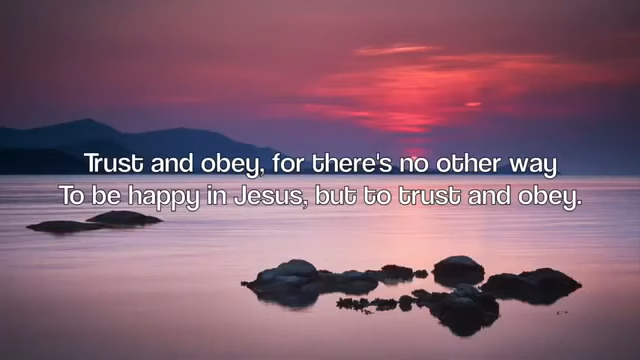 Trust and obey, for there's no other way
To be happy in Jesus, but to trust and obey.